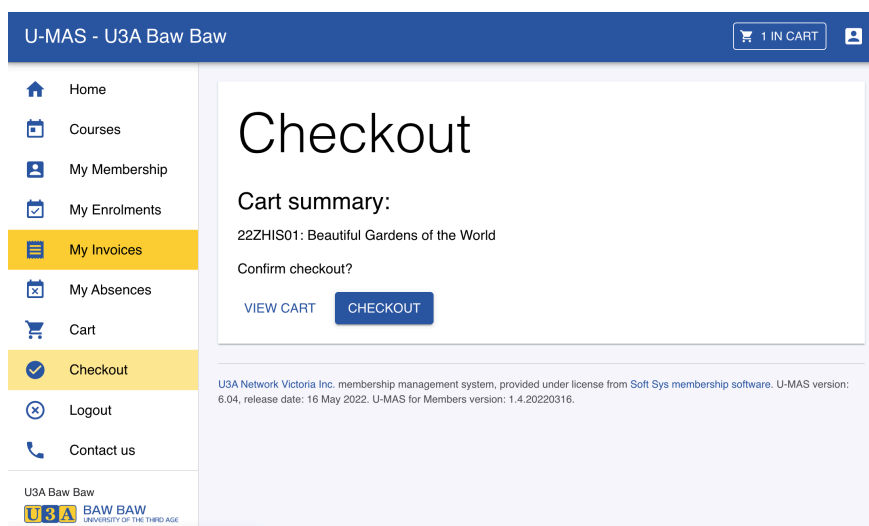 U-MAS - U3A Baw Baw
1 IN CART
Home
Courses
My Membership
My Enrolments
My Invoices
My Absences
Cart
Checkout
Logout
Contact us
U3A Baw Baw
U3A BAW BAW
UNIVERSITY OF THE THIRD AGE
Checkout
Cart summary:
22ZHIS01: Beautiful Gardens of the World
Confirm checkout?
VIEW CART CHECKOUT
U3A Network Victoria Inc. membership management system, provided under license from Soft Sys membership software. U-MAS version:
6.04, release date: 16 May 2022. U-MAS for Members version: 1.4.20220316.